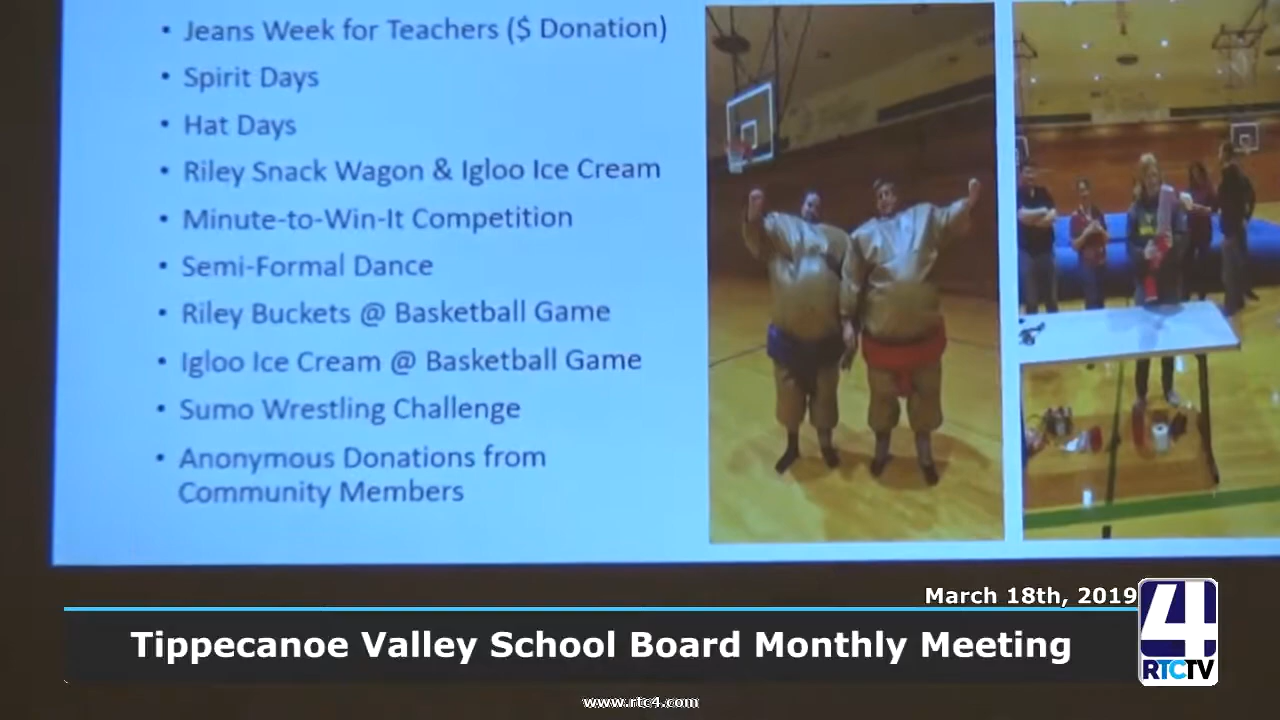 • Jeans Week for Teachers ($ Donation)
• Spirit Days
• Hat Days
• Riley Snack Wagon & Igloo Ice Cream
• Minute-to-Win-It Competition
• Semi-Formal Dance
• Riley Buckets @ Basketball Game
• Igloo Ice Cream @ Basketball Game
• Sumo Wrestling Challenge
• Anonymous Donations from
Community Members
March 18th, 2019
Tippecanoe Valley School Board Monthly Meeting
4
RTCTV
www.rtc4.com